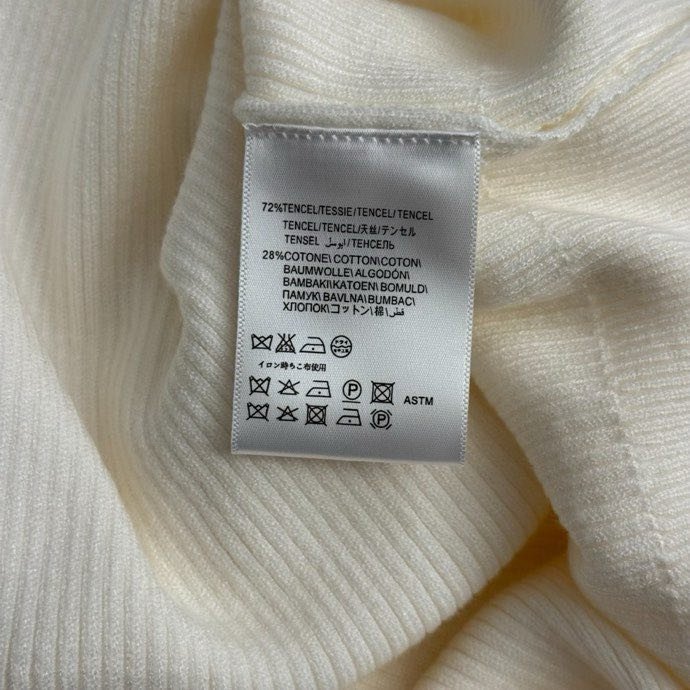 72%TENCEL/TESSIE/TENCEL/TENCEL
TENCEL/TENCEL/天丝/テンセル
TENSEL ايوسل/ТЕНСЕЛЬ
28%COTONE\COTTON\COTON\
BAUMWOLLE\ALGODÓN\
BAMBAKI\KATOEN\BOMULD\
ПАМУК\BAVLNA\BUMBAC\
ХЛОПОК\コットン\棉\قطن
イロン時ちこ布使用
P
ASTM
P